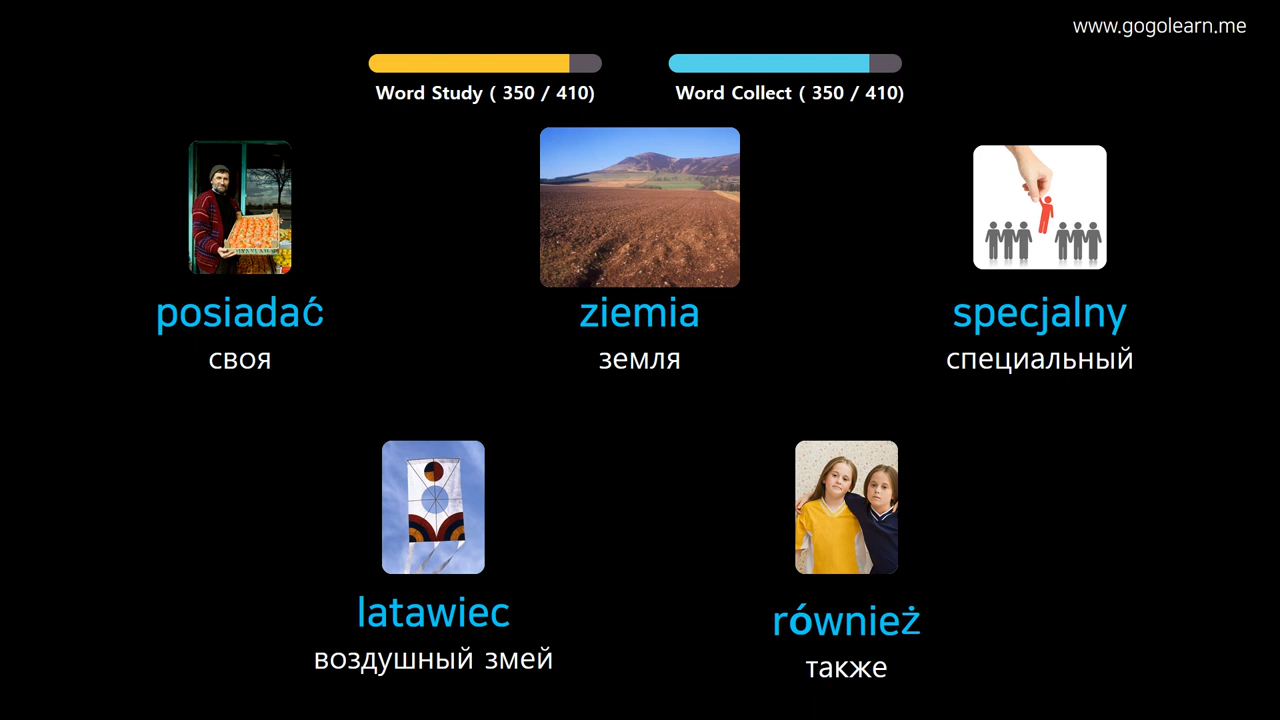 www.gogolearn.me
Word Study ( 350 / 410)
Word Collect ( 350 / 410)
posiadać
своя
ziemia
земля
specjalny
специальный
latawiec
воздушный змей
również
также